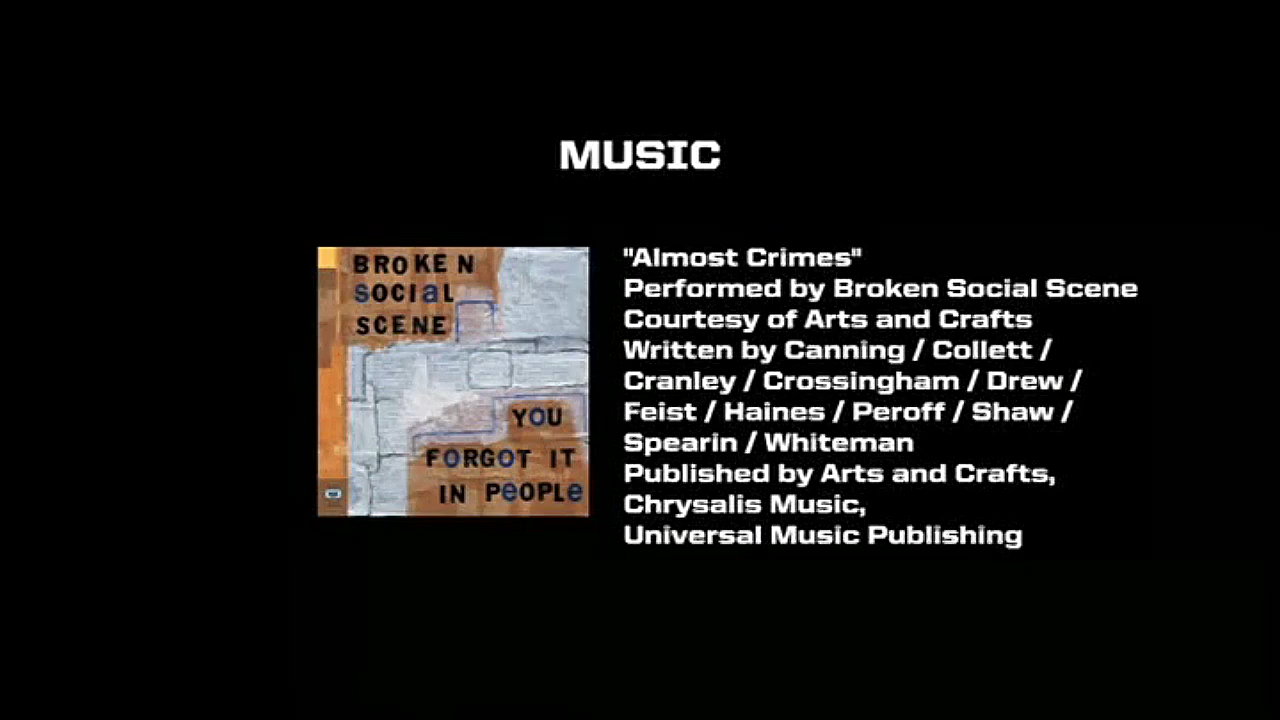 MUSIC
BROKEN
SOCIaL
SCENE
YOU
FORGOT IT
IN PeOPLe
"Almost Crimes"
Performed by Broken Social Scene
Courtesy of Arts and Crafts
Written by Canning / Collett /
Cranley / Crossingham / Drew /
Feist / Haines / Peroff / Shaw /
Spearin / Whiteman
Published by Arts and Crafts,
Chrysalis Music,
Universal Music Publishing